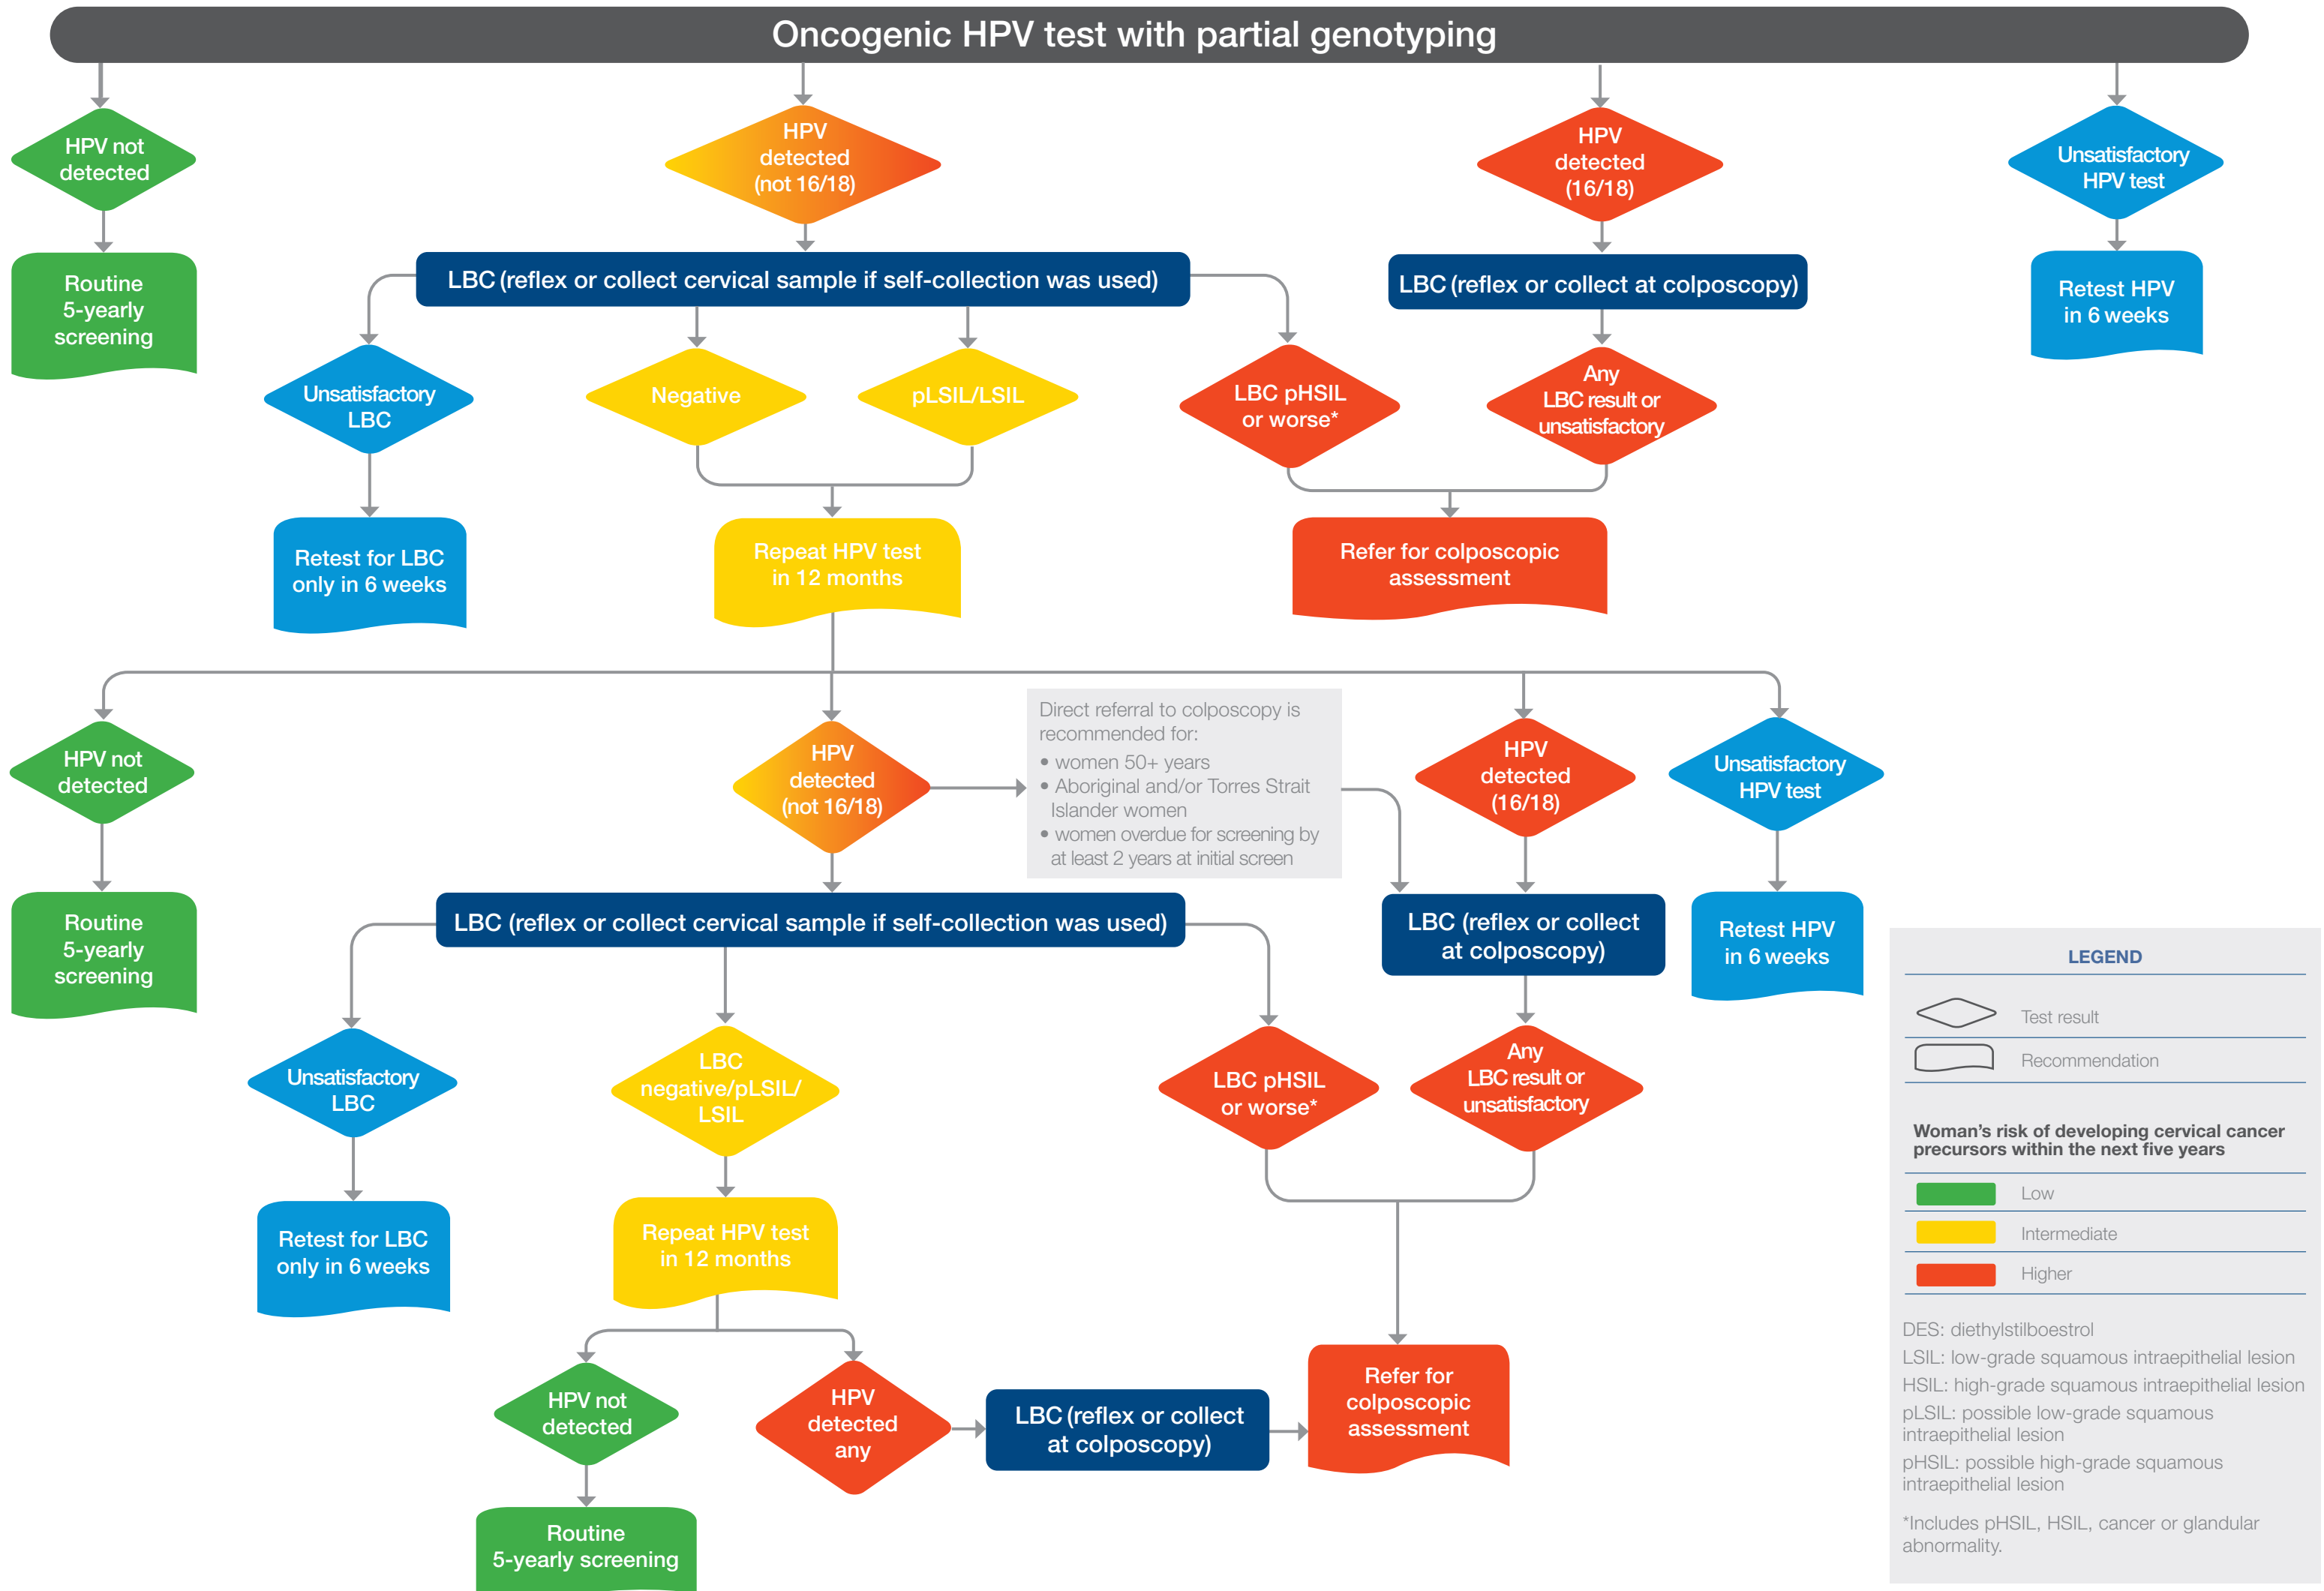 Oncogenic HPV test with partial genotyping
HPV not
detected
HPV
detected
(not 16/18)
HPV
detected
(16/18)
Unsatisfactory
HPV test
Routine
5-yearly
screening
LBC (reflex or collect cervical sample if self-collection was used)
LBC (reflex or collect at colposcopy)
Retest HPV
in 6 weeks
Unsatisfactory
LBC
Negative
pLSIL/LSIL
LBC pHSIL
or worse*
Any
LBC result or
unsatisfactory
Retest for LBC
only in 6 weeks
Repeat HPV test
in 12 months
Refer for colposcopic
assessment
HPV not
detected
HPV
detected
(not 16/18)
Direct referral to colposcopy is
recommended for:
• women 50+ years
• Aboriginal and/or Torres Strait
Islander women
• women overdue for screening by
at least 2 years at initial screen
HPV
detected
(16/18)
Unsatisfactory
HPV test
Routine
5-yearly
screening
LBC (reflex or collect cervical sample if self-collection was used)
LBC (reflex or collect
at colposcopy)
Retest HPV
in 6 weeks
Unsatisfactory
LBC
LBC
negative/pLSIL/
LSIL
LBC pHSIL
or worse*
Any
LBC result or
unsatisfactory
Retest for LBC
only in 6 weeks
Repeat HPV test
in 12 months
HPV not
detected
HPV
detected
any
LBC (reflex or collect
at colposcopy)
Refer for
colposcopic
assessment
Routine
5-yearly screening
LEGEND
Test result
Recommendation
Woman's risk of developing cervical cancer
precursors within the next five years
Low
Intermediate
Higher
DES: diethylstilboestrol
LSIL: low-grade squamous intraepithelial lesion
HSIL: high-grade squamous intraepithelial lesion
pLSIL: possible low-grade squamous
intraepithelial lesion
pHSIL: possible high-grade squamous
intraepithelial lesion
*Includes pHSIL, HSIL, cancer or glandular
abnormality.